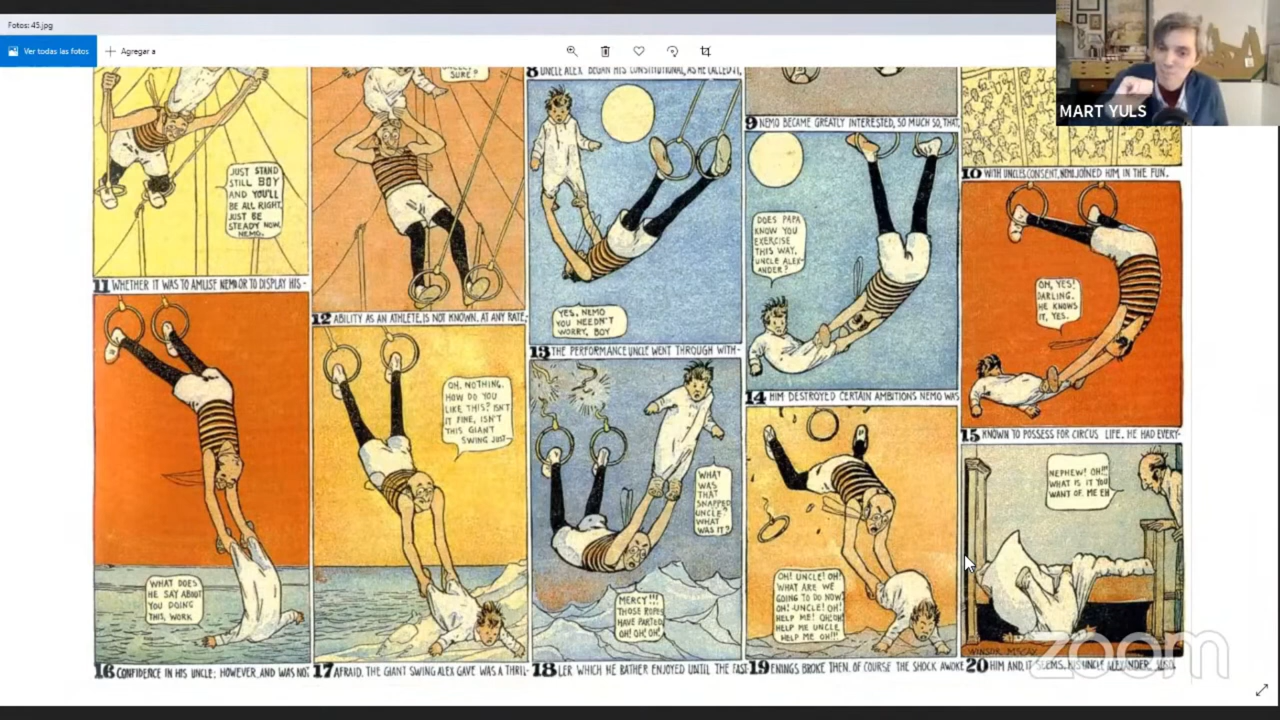 Fotos: 45.jpg
Ver todas las fotos
Agregar a
MART YULS
SURE?
8 UNCLE ALEX BEGAN HIS CONSTITUTIONAL, AS HE CALLED IT,
9 NEMO BECAME GREATLY INTERESTED, SO MUCH SO, THAT,
10 WITH UNCLES CONSENT, NEMO JOINED HIM IN THE FUN.
JUST STAND
STILL BOY
AND YOU'LL
BE ALL RIGHT,
JUST BE
STEADY NOW,
NEMO.
YES, NEMO
YOU NEEDN'T
WORRY, BOY
DOES PAPA
KNOW YOU
EXERCISE
THIS WAY,
UNCLE ALEX-
ANDER?
OH, YES!
DARLING.
HE KNOWS
IT, YES.
11 WHETHER IT WAS TO AMUSE NEMO OR TO DISPLAY HIS-
12 ABILITY AS AN ATHLETE, IS NOT KNOWN. AT ANY RATE,
13 THE PERFORMANCE UNCLE WENT THROUGH WITH-
14 HIM DESTROYED CERTAIN AMBITIONS NEMO WAS
15 KNOWN TO POSSESS FOR CIRCUS LIFE. HE HAD EVERY-
WHAT DOES
HE SAY ABOUT
YOU DOING
THIS, WORK
OH, NOTHING.
HOW DO YOU
LIKE THIS? ISN'T
IT FINE, ISN'T
THIS GIANT
SWING JUST-
WHAT
WAS
THAT
SNAPPED
UNCLE?
WHAT
WAS IT?
MERCY!!!
THOSE ROPES
HAVE PARTED
OH! OH! OH!
OH! UNCLE! OH!
WHAT ARE WE
GOING TO DO NOW
OH! UNCLE! OH!
HELP ME! OH! OH!
HELP ME UNCLE
HELP ME OH!!!
NEPHEW! OH!!!
WHAT IS IT YOU
WANT OF ME EH
WINSOR McCAY
16 CONFIDENCE IN HIS UNCLE; HOWEVER, AND WAS NOT
17 AFRAID. THE GIANT SWING ALEX GAVE WAS A THRIL-
18 LER WHICH HE RATHER ENJOYED UNTIL THE FAST-
19 ENINGS BROKE THEN. OF COURSE THE SHOCK AWOKE
20 HIM AND, IT SEEMS, HIS UNCLE ALEXANDER, ALSO.
zoom